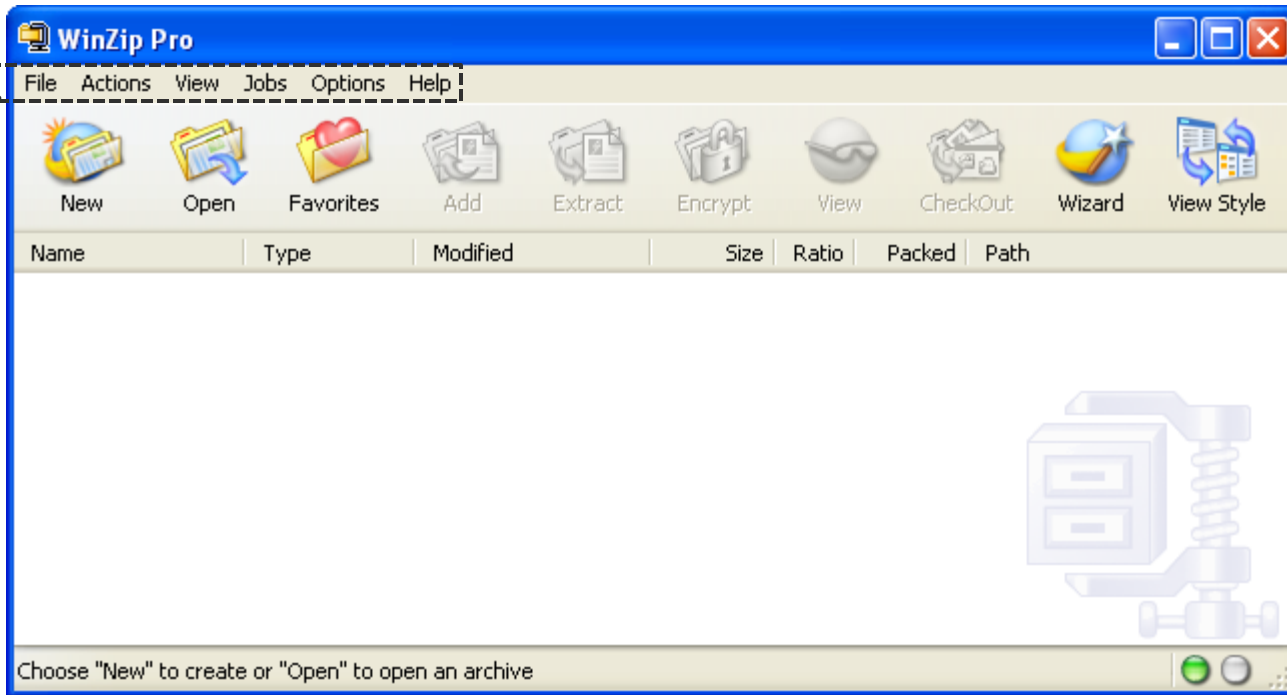 WinZip Pro
File Actions View Jobs Options Help
New Open Favorites Add Extract Encrypt View CheckOut Wizard View Style
Name Type Modified Size Ratio Packed Path
Choose "New" to create or "Open" to open an archive